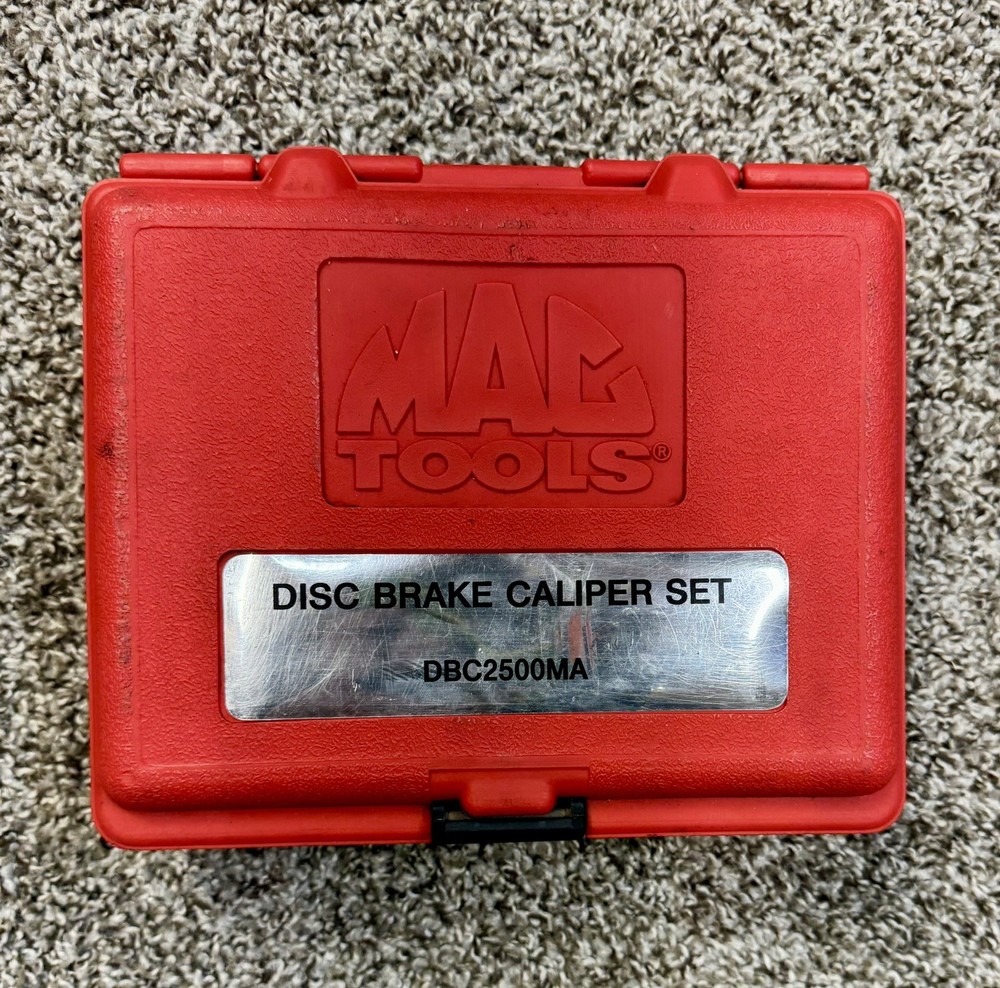 MAC
TOOLS®
DISC BRAKE CALIPER SET
DBC2500MA